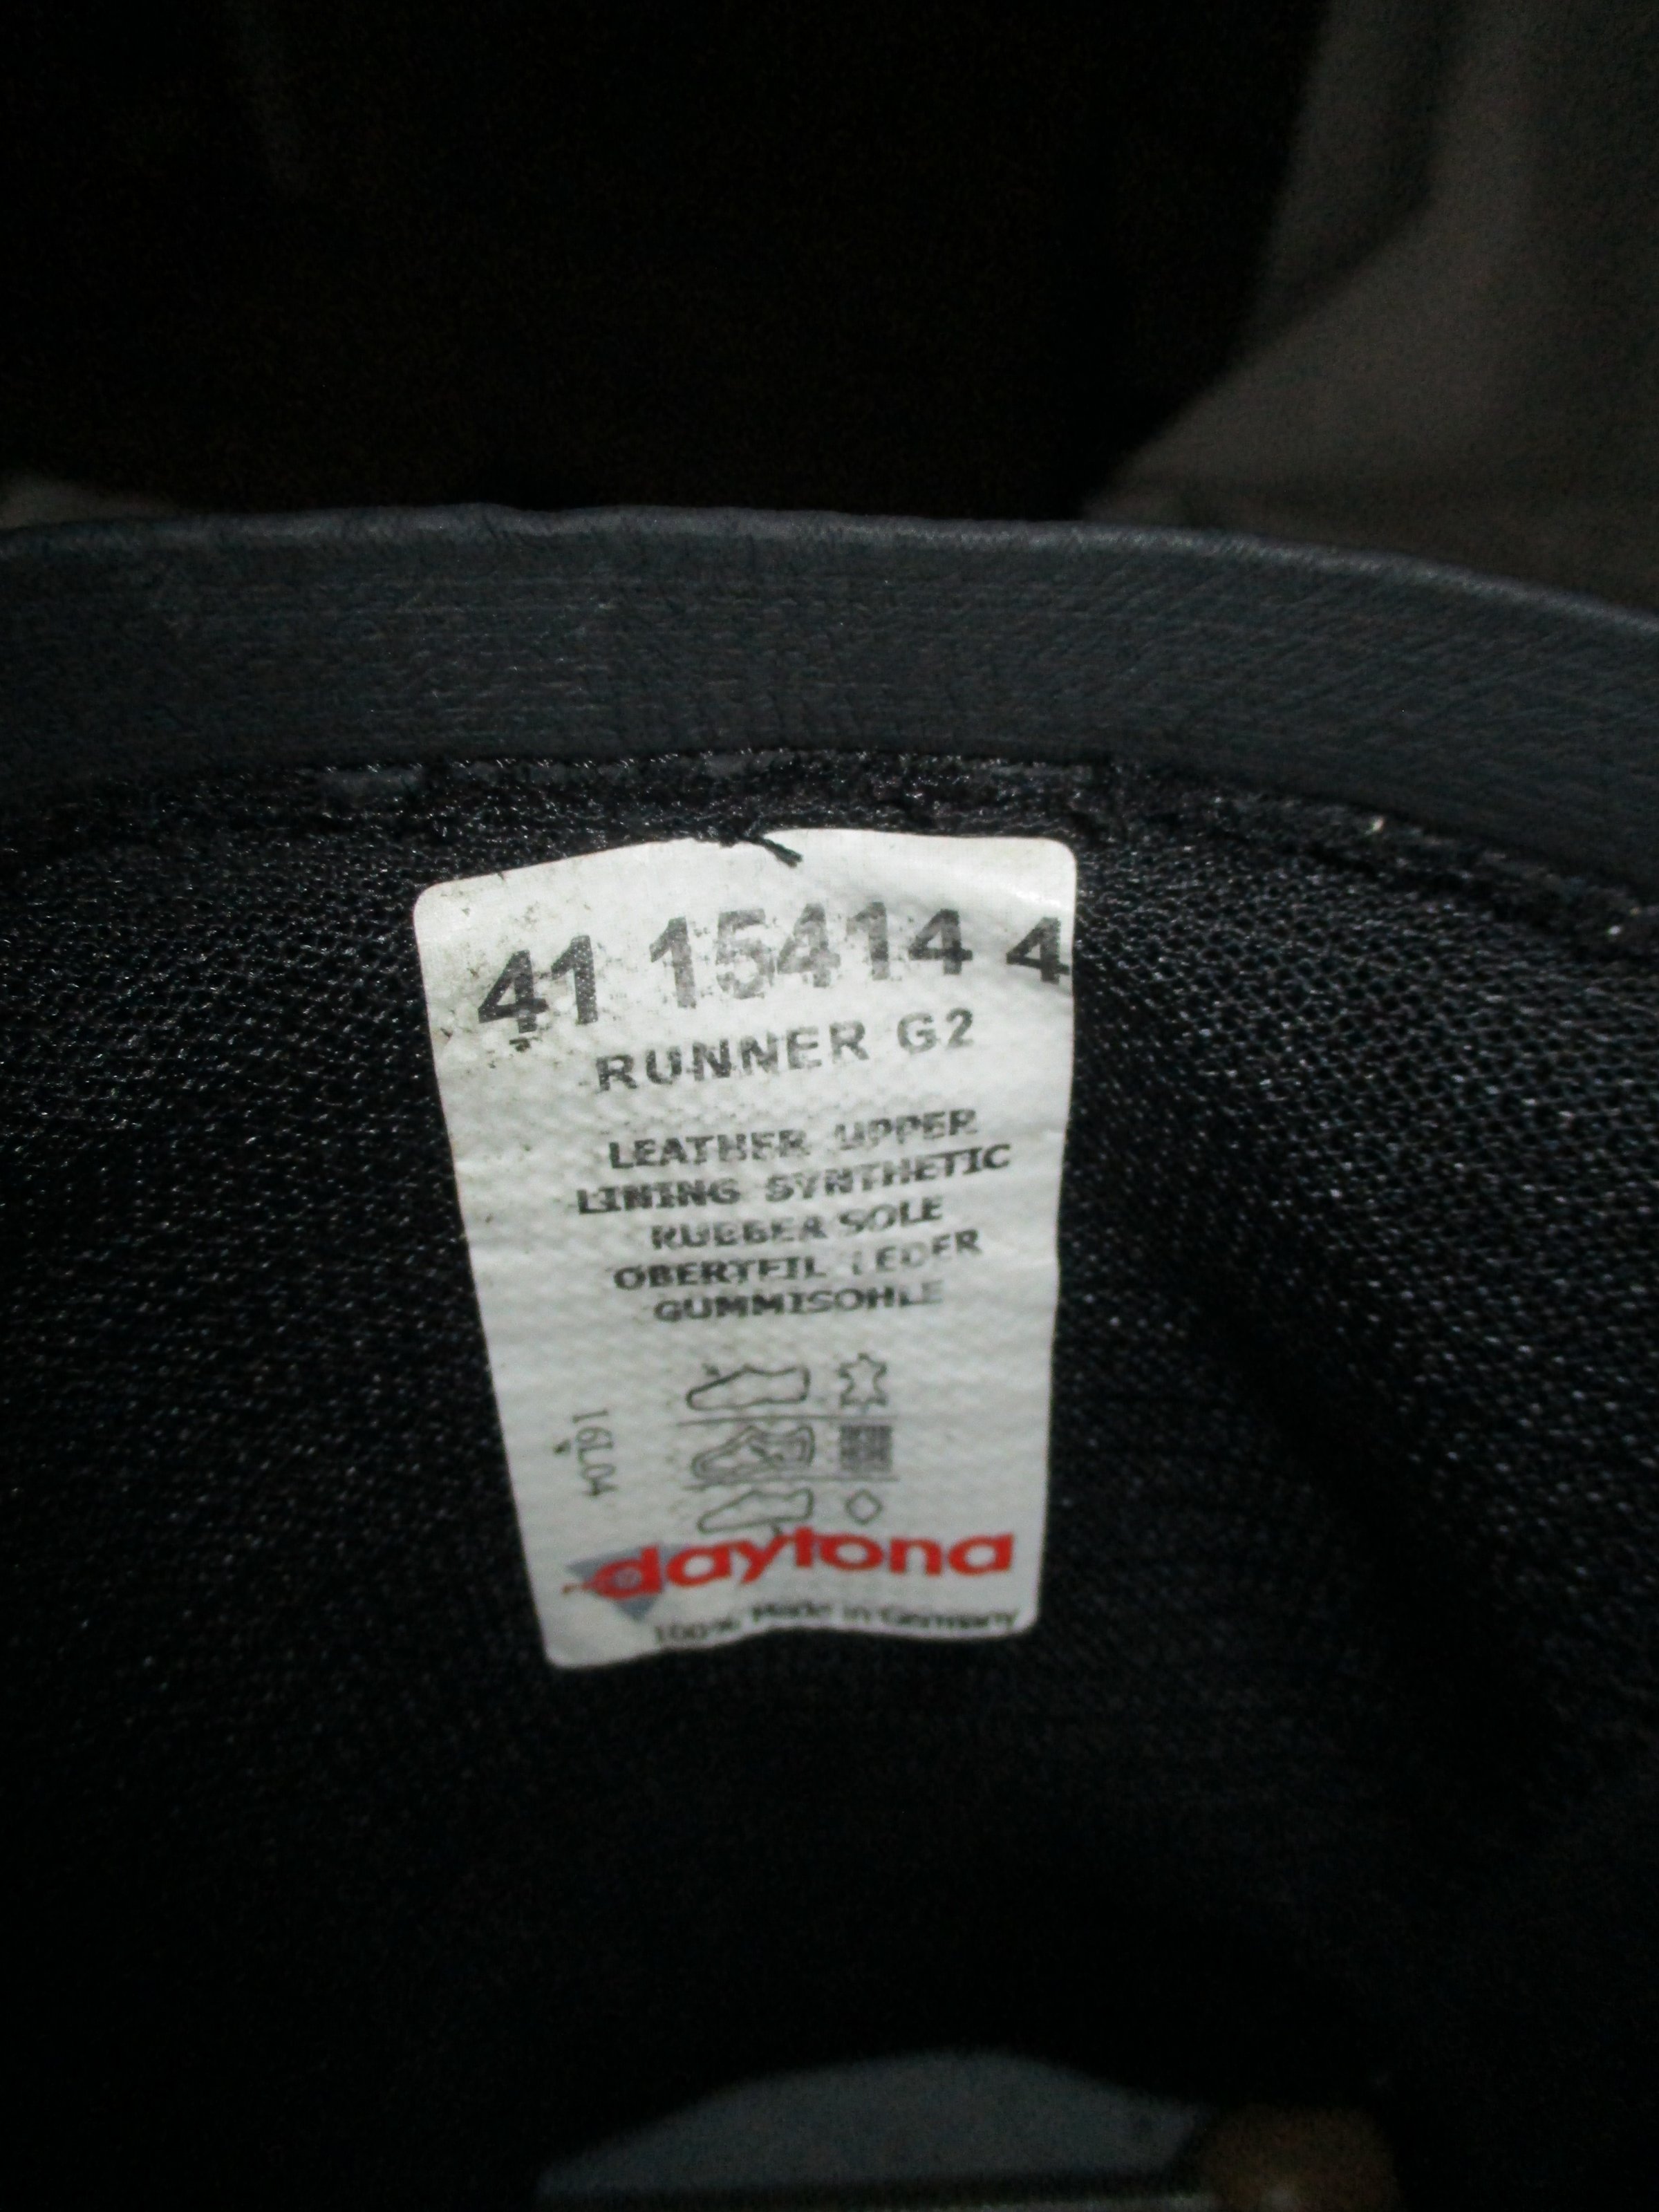 41 15414 4
RUNNER G2
LEATHER UPPER
LINING SYNTHETIC
RUBBER SOLE
OBERTEIL LEDER
GUMMISOHLE
16L04
daytona
100% Made in Germany